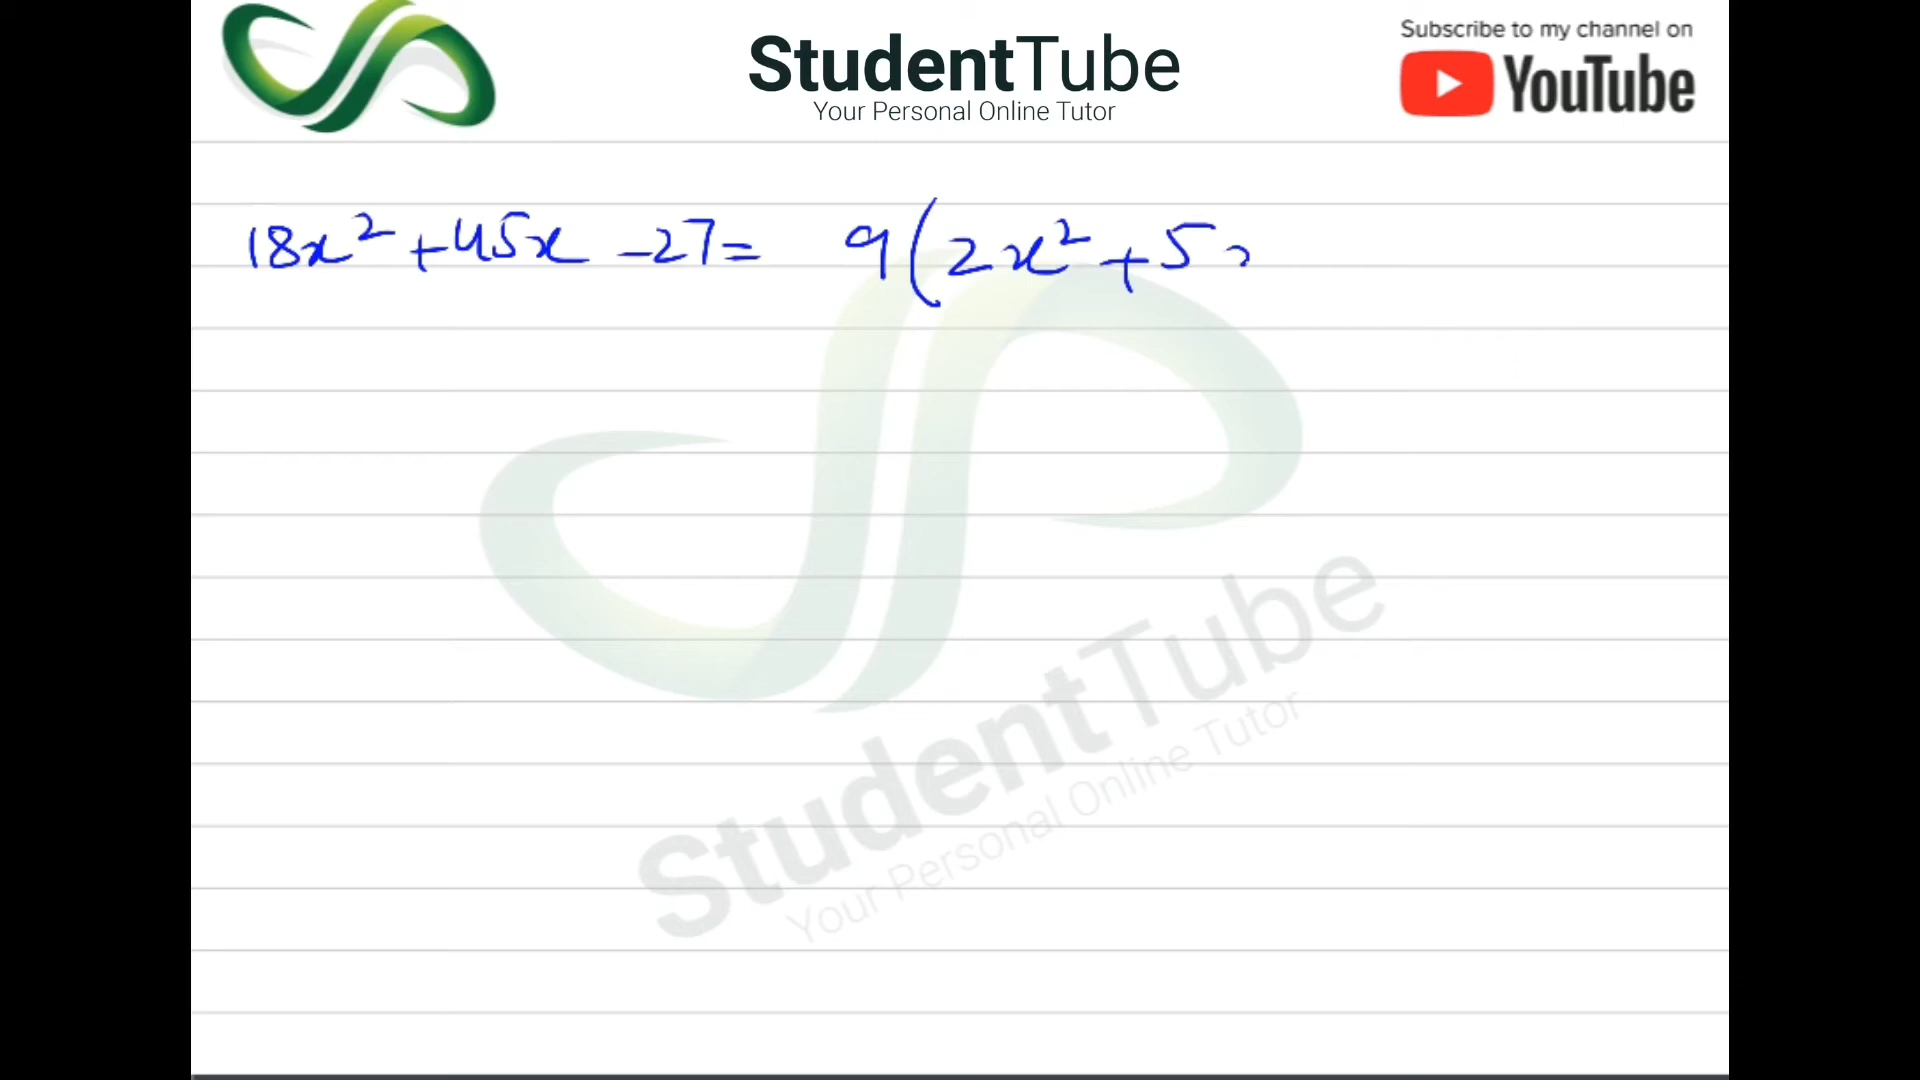 StudentTube
Your Personal Online Tutor
Subscribe to my channel on
YouTube
18x² +45x -27= 9(2x² +5
StudentTube
Your Personal Online Tutor